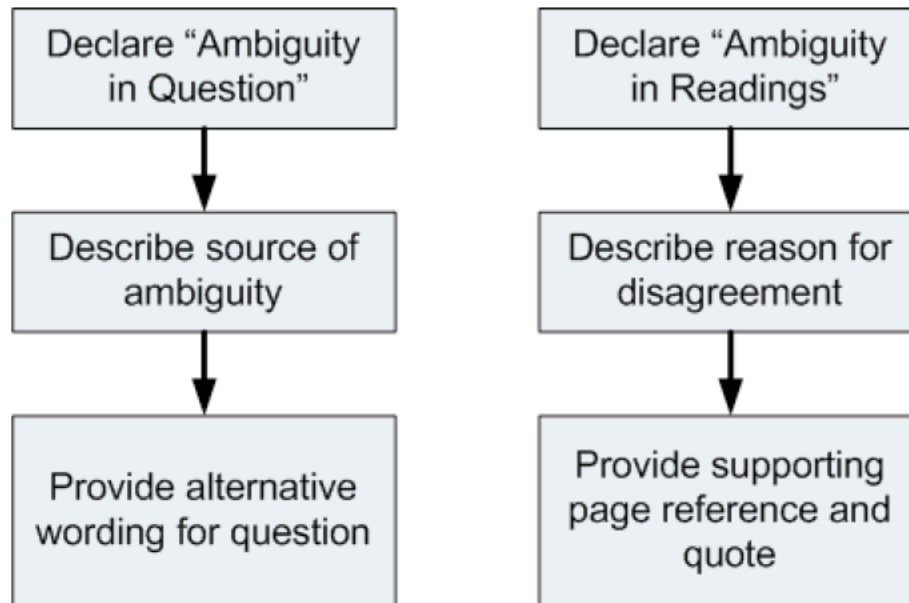 Declare “Ambiguity
in Question”
Describe source of
ambiguity
Provide alternative
wording for question
Declare “Ambiguity
in Readings”
Describe reason for
disagreement
Provide supporting
page reference and
quote